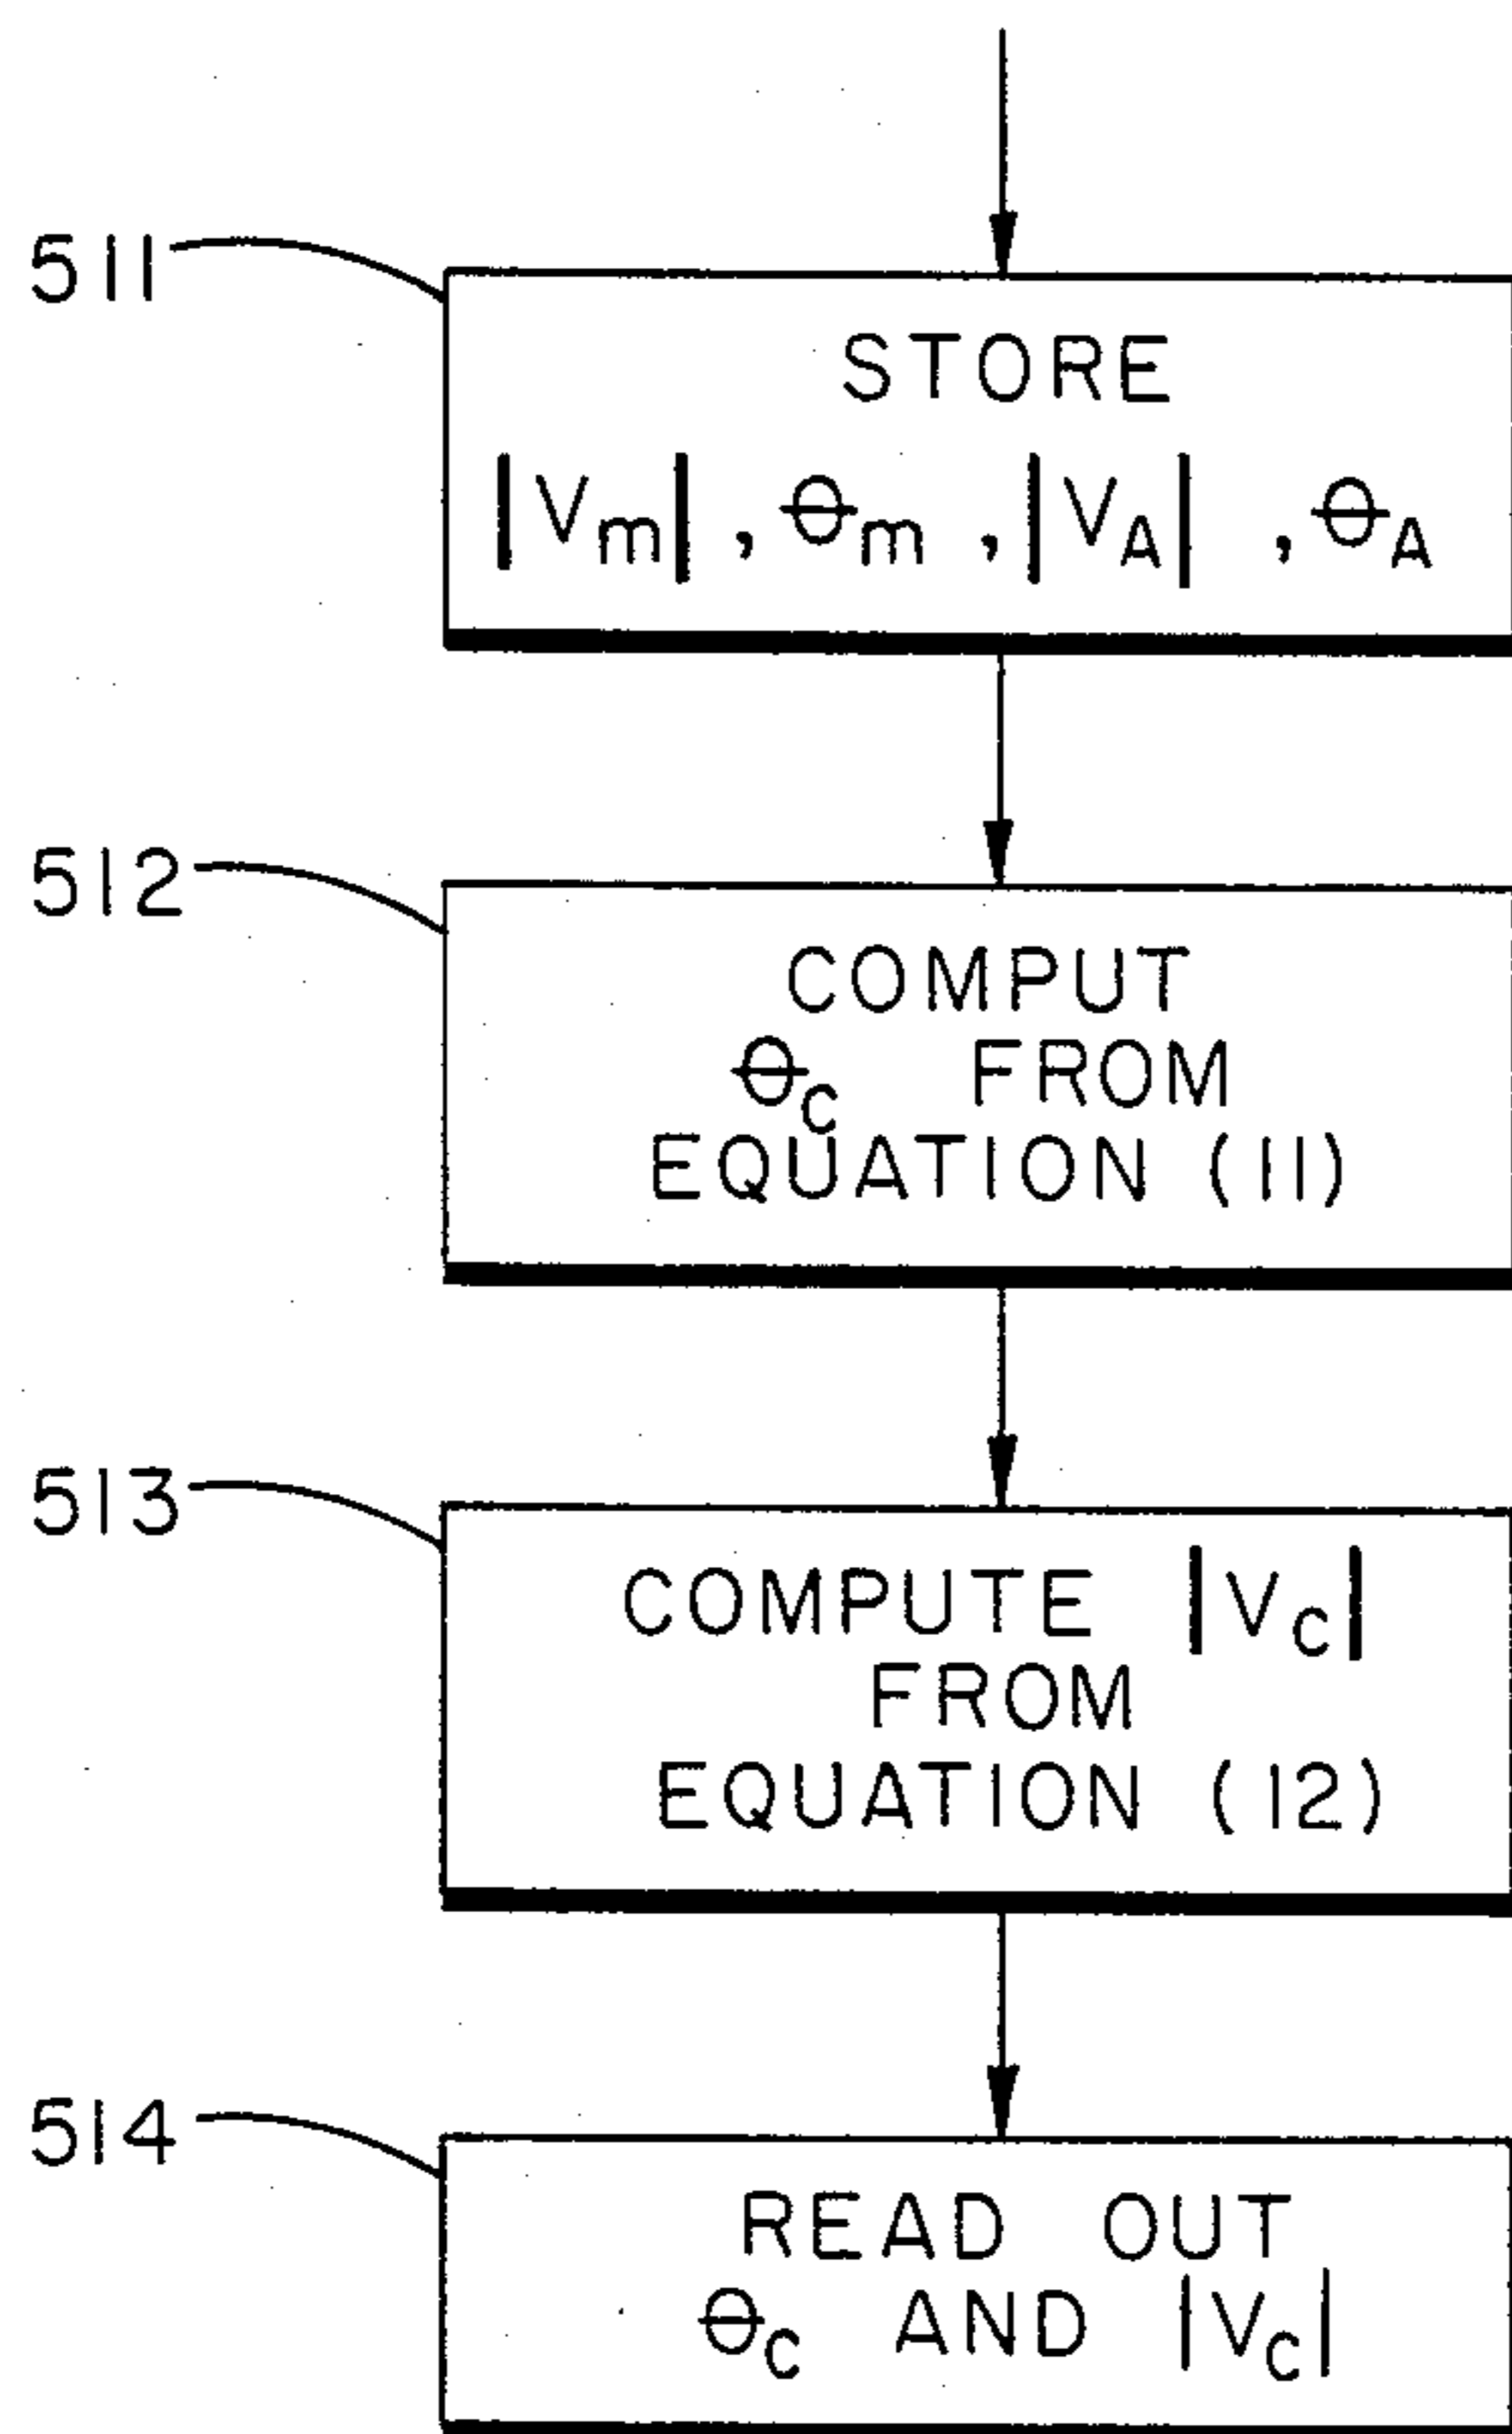 511
STORE
|Vm|, θm, |VA|, θA
512
COMPUT
θC FROM
EQUATION (11)
513
COMPUTE |VC|
FROM
EQUATION (12)
514
READ OUT
θC AND |VC|